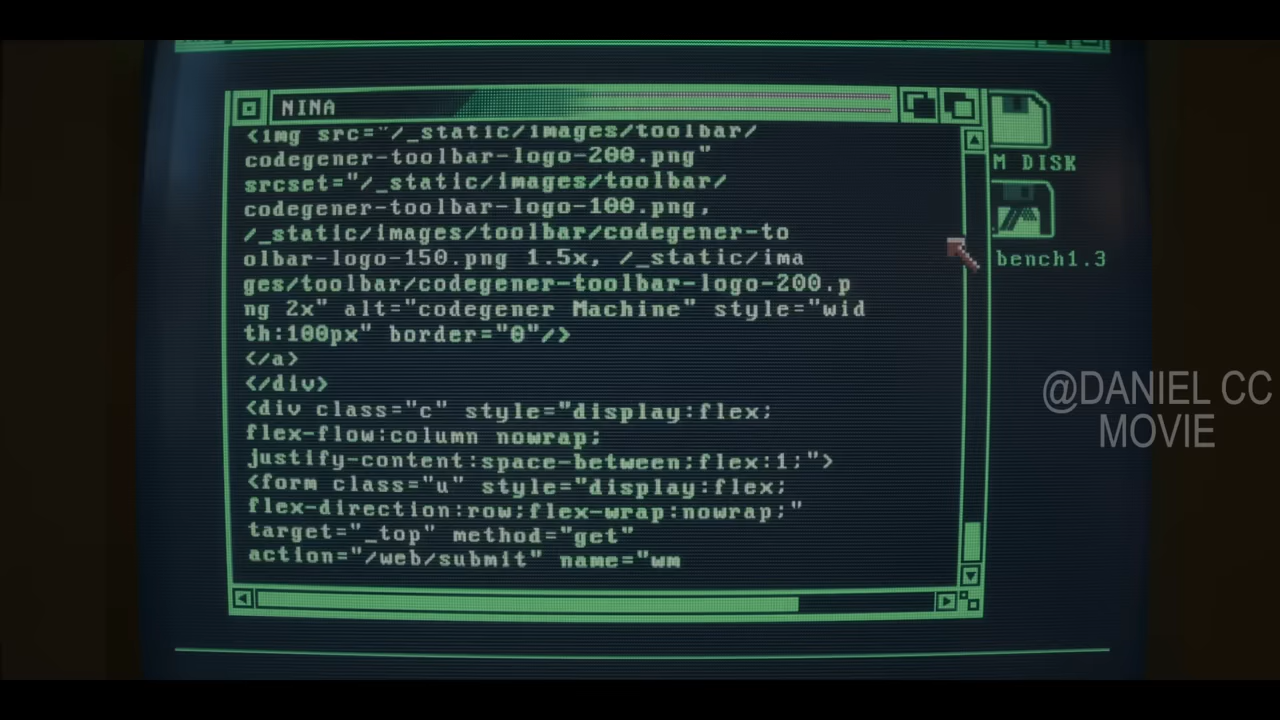 NINA
<img src="/_static/images/toolbar/
codegener-toolbar-logo-200.png"
srcset="/_static/images/toolbar/
codegener-toolbar-logo-100.png,
/_static/images/toolbar/codegener-to
olbar-logo-150.png 1.5x, /_static/ima
ges/toolbar/codegener-toolbar-logo-200.p
ng 2x" alt="codegener Machine" style="wid
th:100px" border="0"/>
</a>
</div>
<div class="c" style="display:flex;
flex-flow:column nowrap;
justify-content:space-between;flex:1;">
<form class="u" style="display:flex;
flex-direction:row;flex-wrap:nowrap;"
target="_top" method="get"
action="/web/submit" name="wm
M DISK
bench1.3
@DANIEL CC
MOVIE